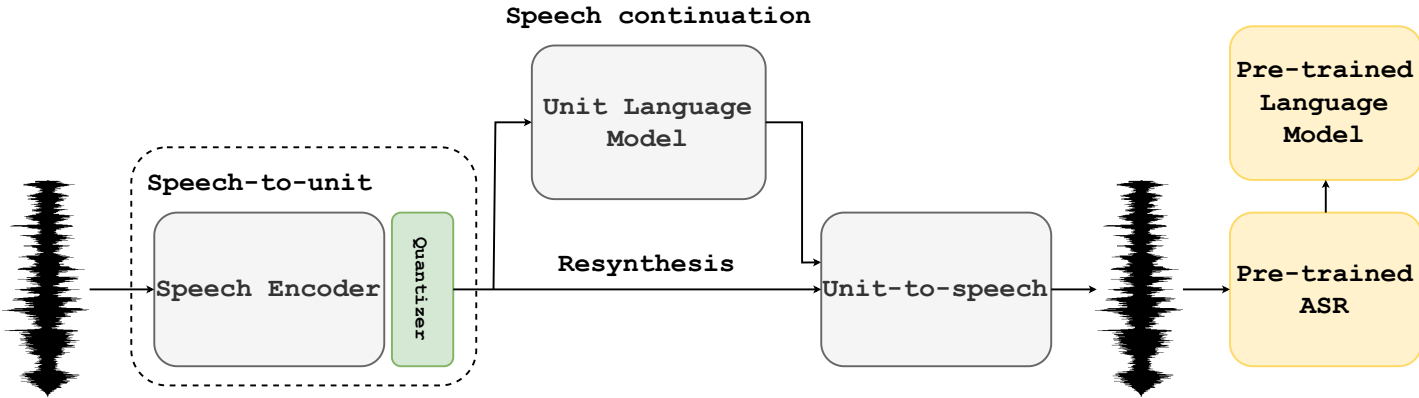 Speech continuation
Unit Language
Model
Speech-to-unit
Speech Encoder
Quantizer
Resynthesis
Unit-to-speech
Pre-trained
Language
Model
Pre-trained
ASR